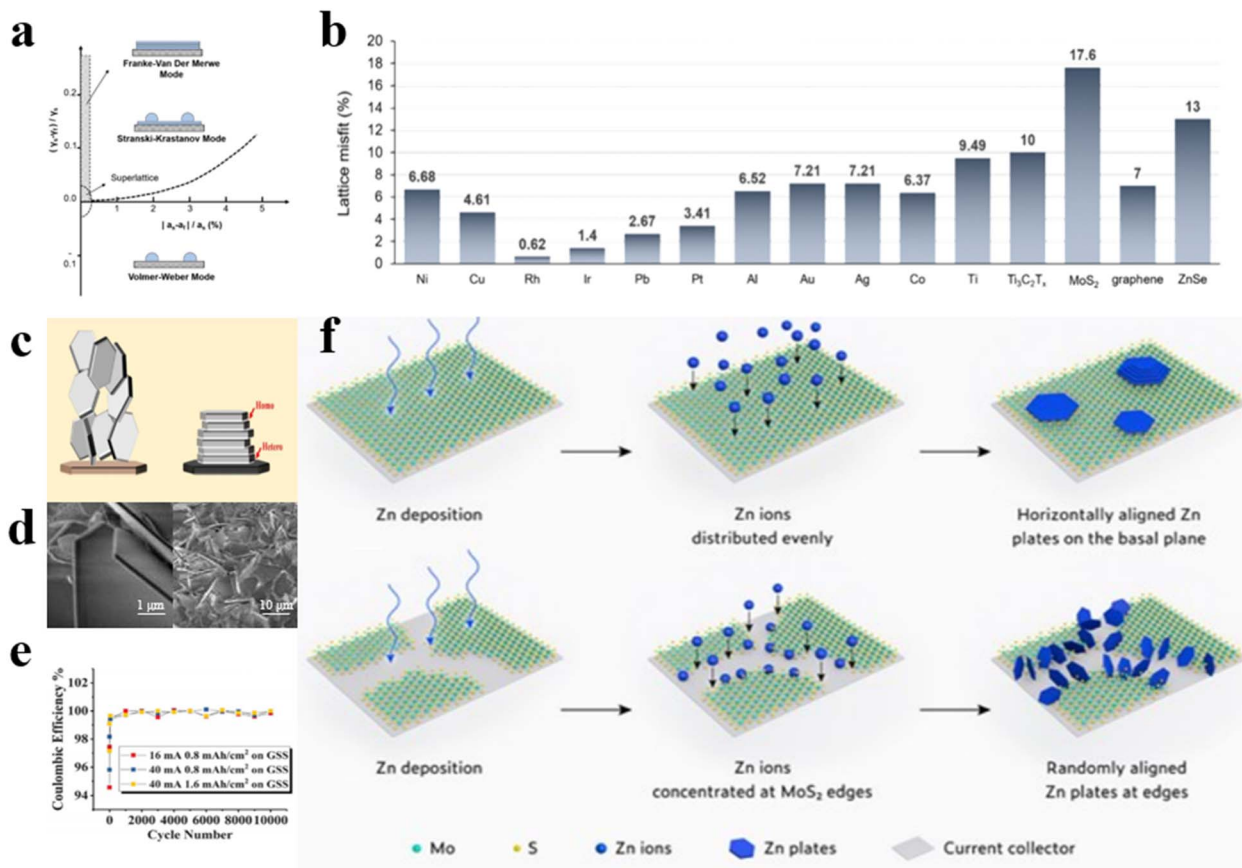 a
Franke-Van Der Merwe
Mode
Stranski-Krastanov Mode
Superlattice
Volmer-Weber Mode
(γs-γf) / γs
0.2
0.1
0.0
-
0.1
1 2 3 4 5
| as-af | / as (%)
b
Lattice misfit (%)
20
18
16
14
12
10
8
6
4
2
0
6.68
4.61
0.62
1.4
2.67
3.41
6.52
7.21
7.21
6.37
9.49
10
17.6
7
13
Ni Cu Rh Ir Pb Pt Al Au Ag Co Ti Ti₃C₂Tₓ MoS₂ graphene ZnSe
c
Homo
Hetero
d
1 μm
10 μm
e
Coulombic Efficiency %
102
100
98
96
94
16 mA 0.8 mAh/cm² on GSS
40 mA 0.8 mAh/cm² on GSS
40 mA 1.6 mAh/cm² on GSS
0 2000 4000 6000 8000 10000
Cycle Number
f
Zn deposition
Zn ions
distributed evenly
Horizontally aligned Zn
plates on the basal plane
Zn deposition
Zn ions
concentrated at MoS₂ edges
Randomly aligned
Zn plates at edges
Mo S Zn ions Zn plates Current collector